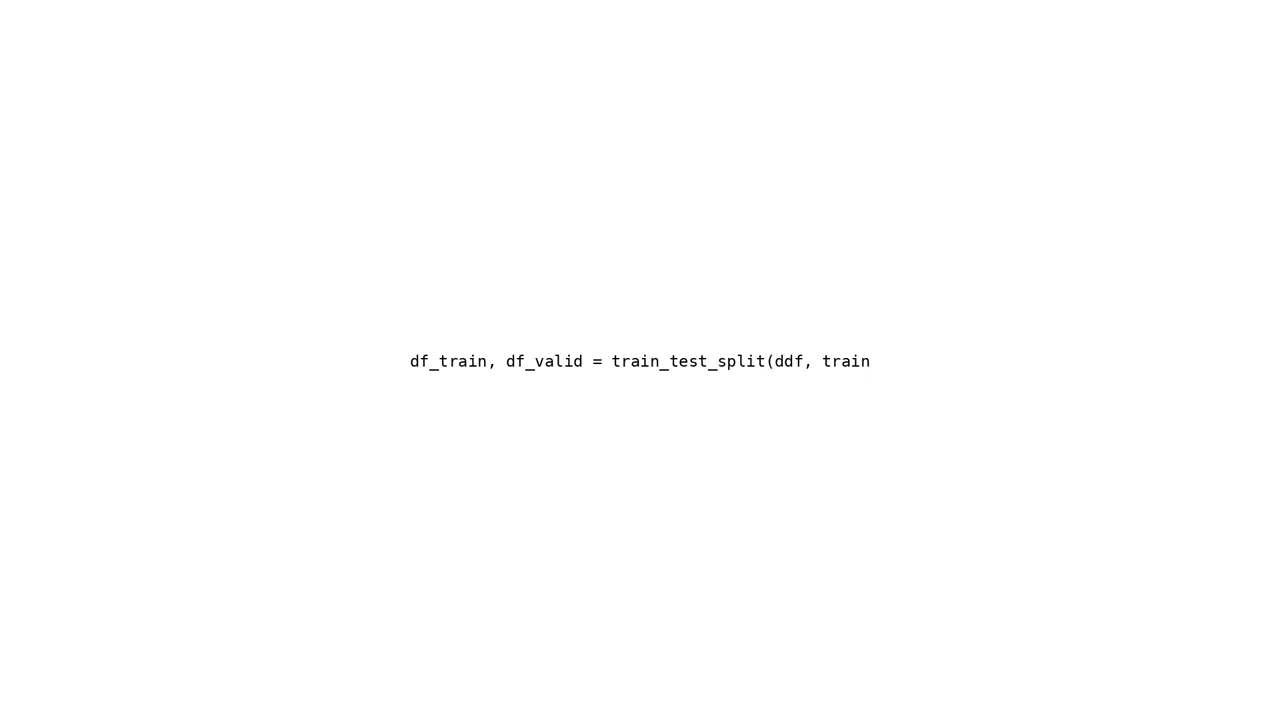 df_train, df_valid = train_test_split(ddf, train